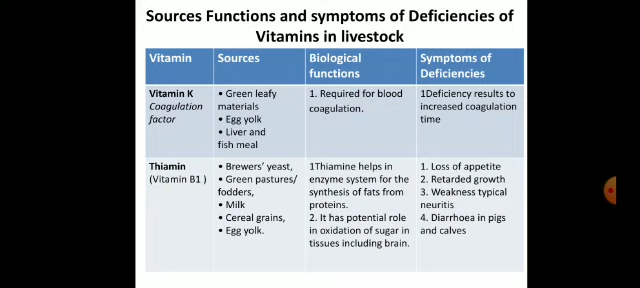 Sources Functions and symptoms of Deficiencies of
Vitamins in livestock
Vitamin
Sources
Biological
functions
Symptoms of
Deficiencies
Vitamin K
Coagulation
factor
• Green leafy
materials
• Egg yolk
• Liver and
fish meal
1. Required for blood
coagulation.
1Deficiency results to
increased coagulation
time
Thiamin
(Vitamin B1)
• Brewers' yeast,
• Green pastures/
fodders,
• Milk
• Cereal grains,
• Egg yolk.
1Thiamine helps in
enzyme system for the
synthesis of fats from
proteins.
2. It has potential role
in oxidation of sugar in
tissues including brain.
1. Loss of appetite
2. Retarded growth
3. Weakness typical
neuritis
4. Diarrhoea in pigs
and calves